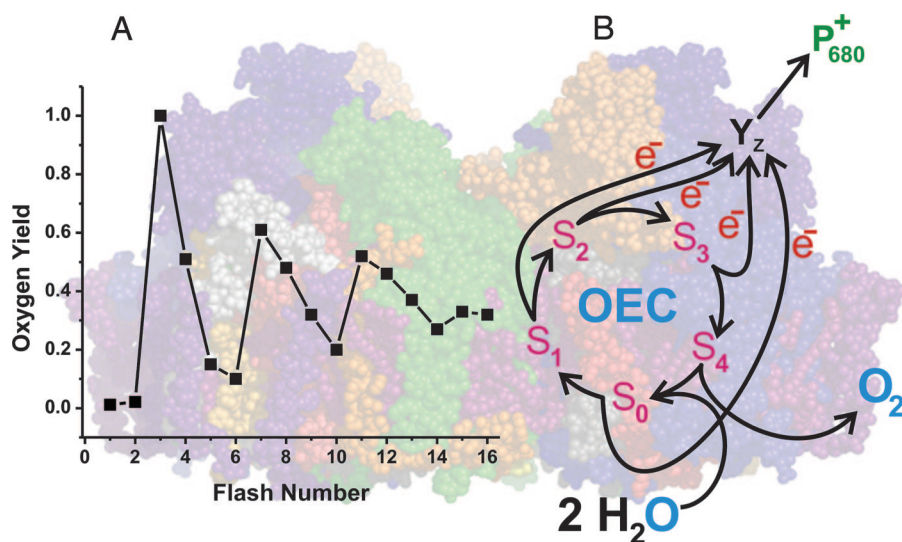 A
B
P680+
1.0
0.8
0.6
0.4
0.2
0.0
Oxygen Yield
0 2 4 6 8 10 12 14 16
Flash Number
YZ
e-
e-
e-
e-
S2
S3
OEC
S1
S4
S0
O2
2 H2O